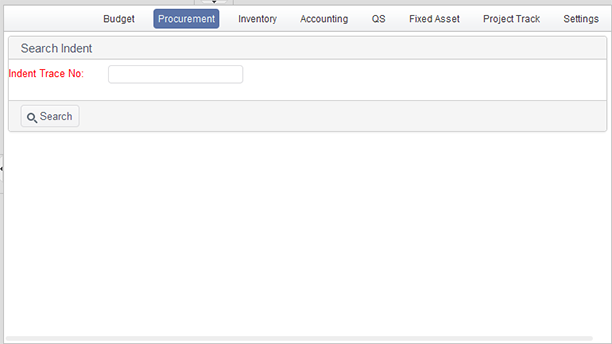 Budget Procurement Inventory Accounting QS Fixed Asset Project Track Settings
Search Indent
Indent Trace No:
Search